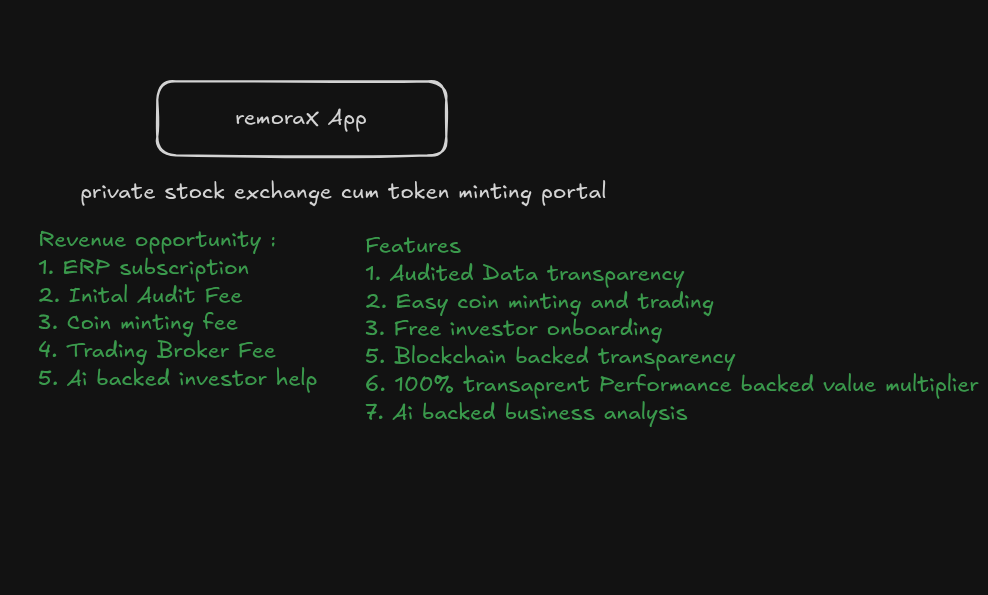 remoraX App
private stock exchange cum token minting portal
Revenue opportunity :
1. ERP subscription
2. Inital Audit Fee
3. Coin minting fee
4. Trading Broker Fee
5. Ai backed investor help
Features
1. Audited Data transparency
2. Easy coin minting and trading
3. Free investor onboarding
5. Blockchain backed transparency
6. 100% transaprent Performance backed value multiplier
7. Ai backed business analysis